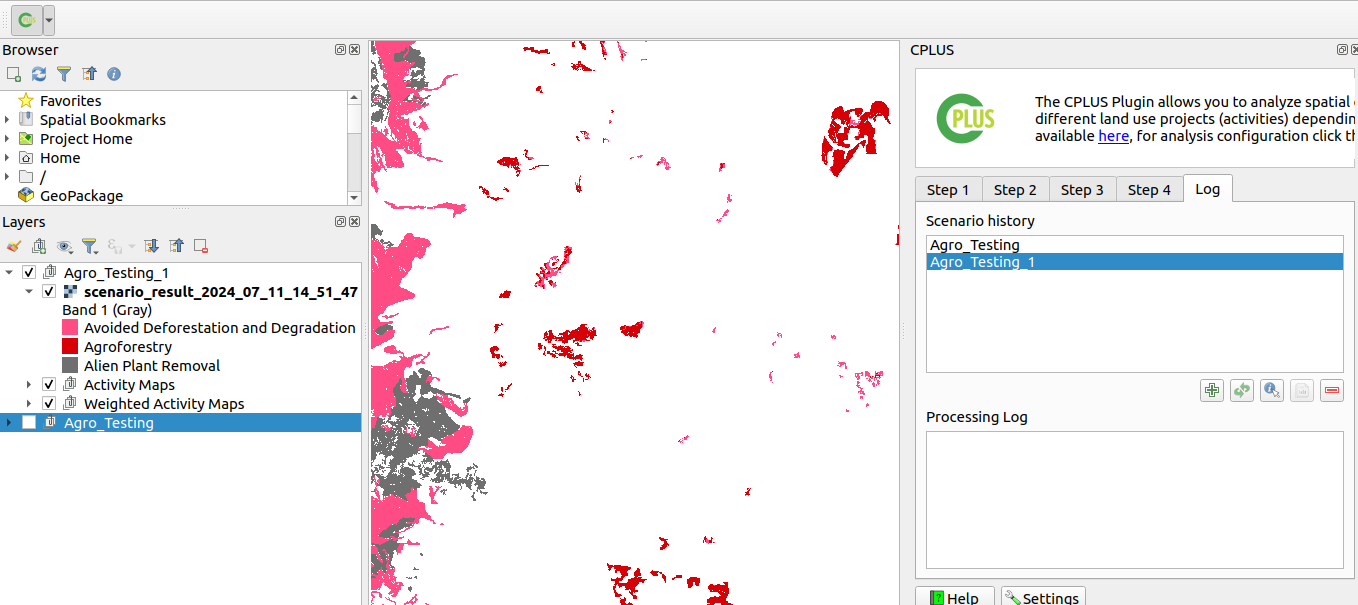 Browser
Favorites
Spatial Bookmarks
Project Home
Home
/
GeoPackage
Layers
Agro_Testing_1
scenario_result_2024_07_11_14_51_47
Band 1 (Gray)
Avoided Deforestation and Degradation
Agroforestry
Alien Plant Removal
Activity Maps
Weighted Activity Maps
Agro_Testing
CPLUS
CPLUS
The CPLUS Plugin allows you to analyze spatial
different land use projects (activities) dependin
available here, for analysis configuration click th
Step 1 Step 2 Step 3 Step 4 Log
Scenario history
Agro_Testing
Agro_Testing_1
Processing Log
Help Settings